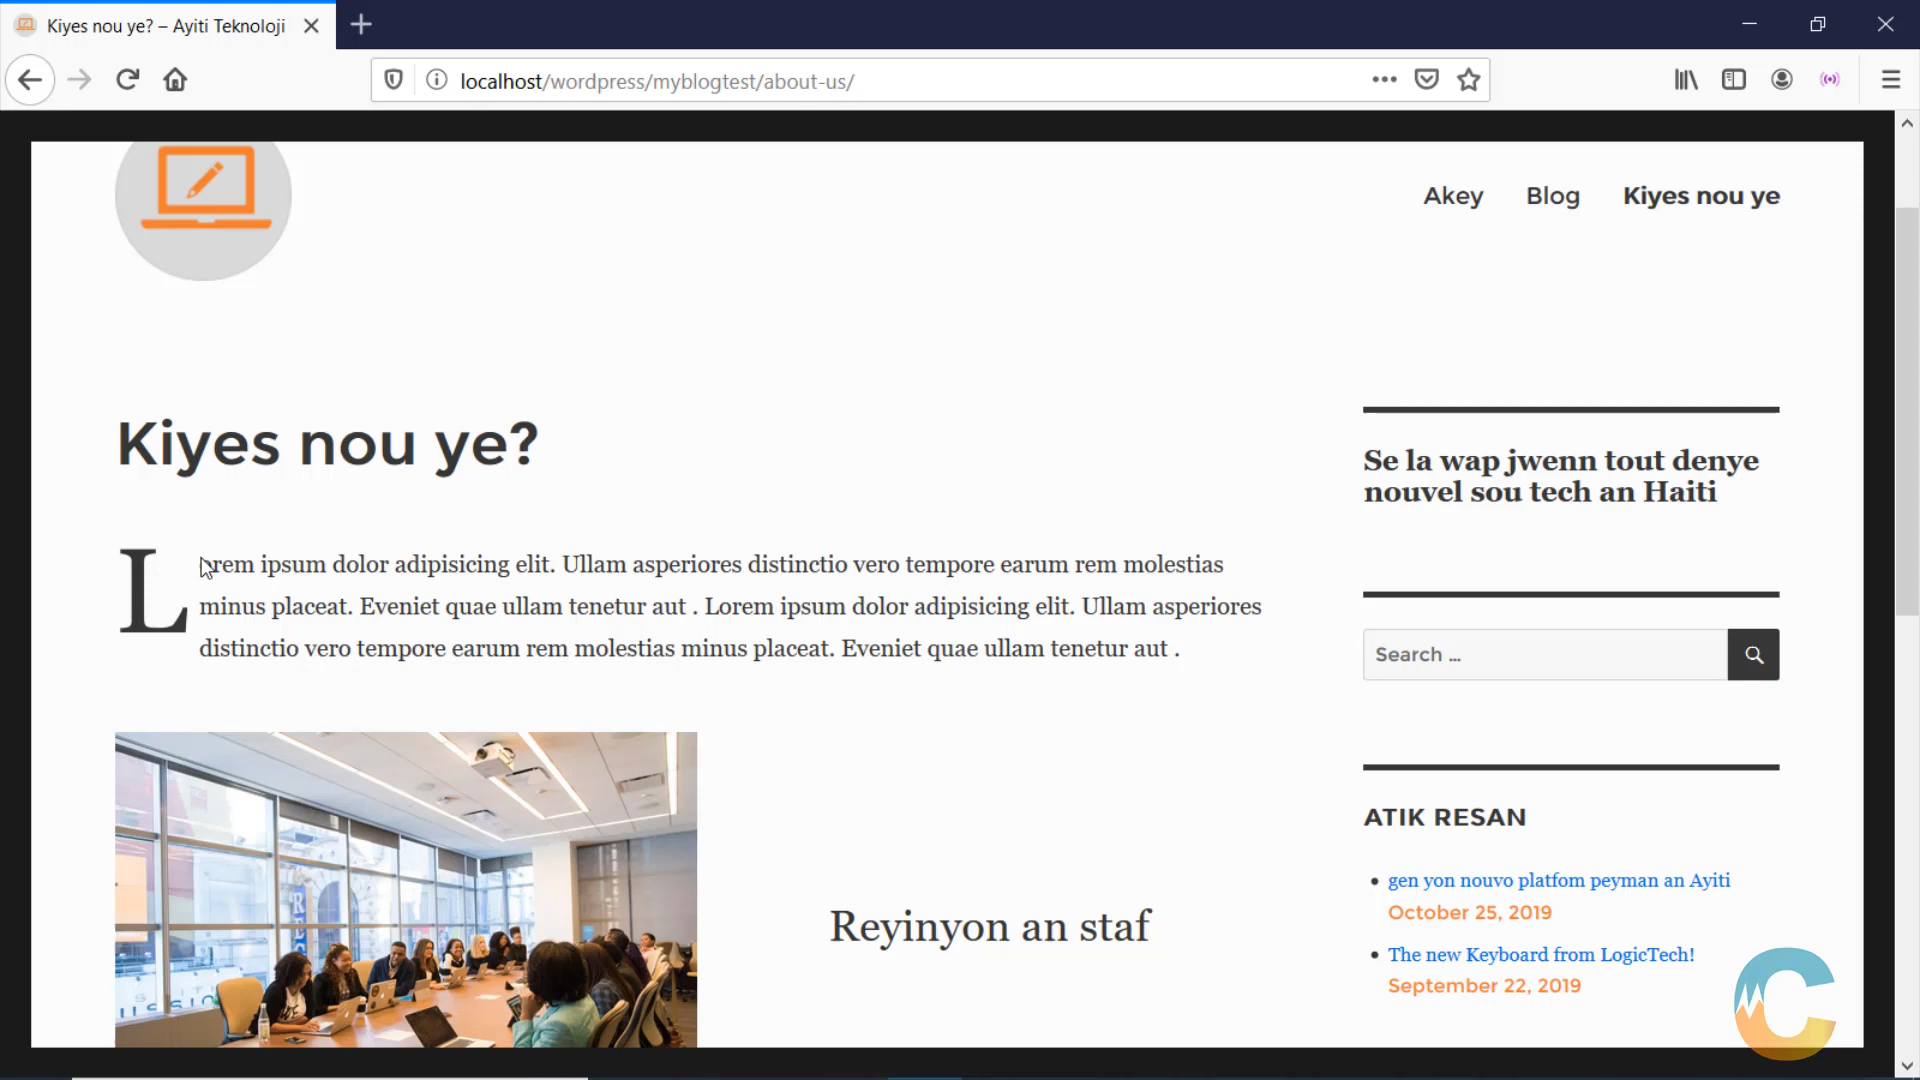 Kiyes nou ye? – Ayiti Teknoloji
localhost/wordpress/myblogtest/about-us/
Akey Blog Kiyes nou ye
Kiyes nou ye?
Lorem ipsum dolor adipisicing elit. Ullam asperiores distinctio vero tempore earum rem molestias
minus placeat. Eveniet quae ullam tenetur aut . Lorem ipsum dolor adipisicing elit. Ullam asperiores
distinctio vero tempore earum rem molestias minus placeat. Eveniet quae ullam tenetur aut .
Reyinyon an staf
Se la wap jwenn tout denye
nouvel sou tech an Haiti
Search ...
ATIK RESAN
gen yon nouvo platfom peyman an Ayiti
October 25, 2019
The new Keyboard from LogicTech!
September 22, 2019
C